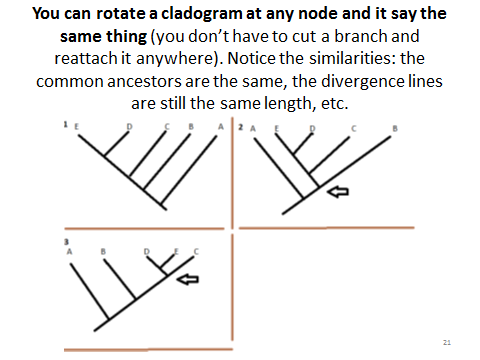 You can rotate a cladogram at any node and it say the
same thing (you don't have to cut a branch and
reattach it anywhere). Notice the similarities: the
common ancestors are the same, the divergence lines
are still the same length, etc.
1 E D C B A
2 A E D C B
3
A B D E C
21